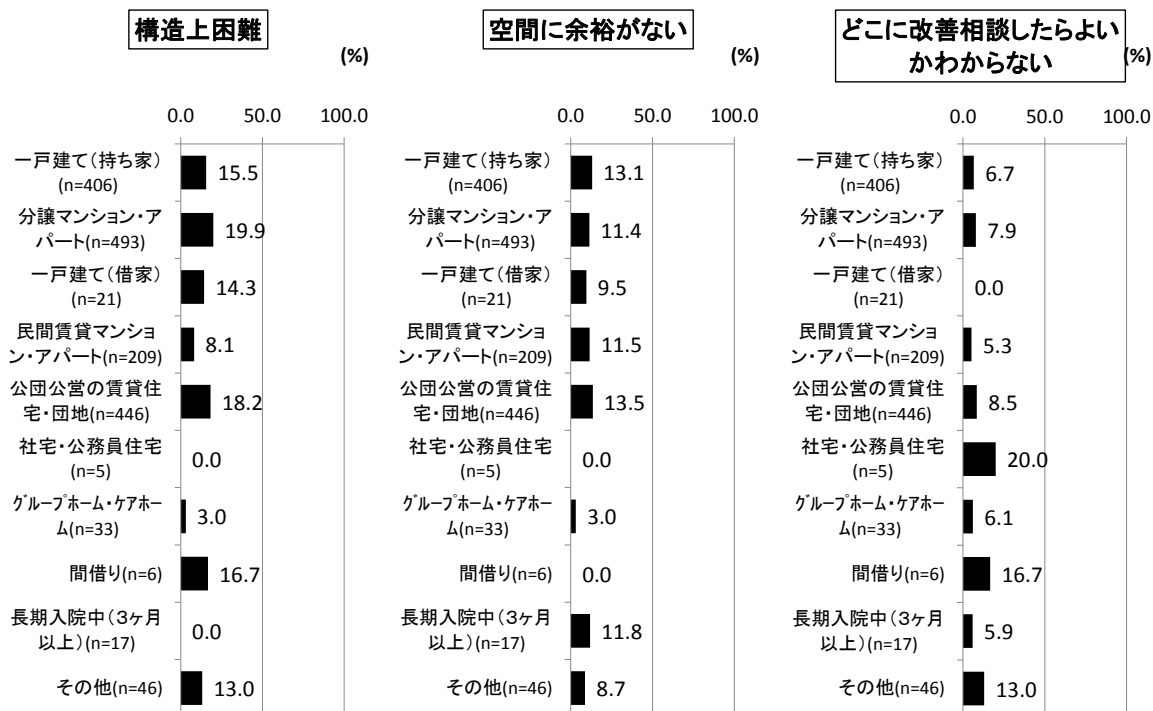 構造上困難
(%)
0.0 50.0 100.0
一戸建て(持ち家)
(n=406)
15.5
分譲マンション・ア
パート(n=493)
19.9
一戸建て(借家)
(n=21)
14.3
民間賃貸マンショ
ン・アパート(n=209)
8.1
公団公営の賃貸住
宅・団地(n=446)
18.2
社宅・公務員住宅
(n=5)
0.0
グループホーム・ケアホー
ム(n=33)
3.0
間借り(n=6)
16.7
長期入院中(3ヶ月
以上)(n=17)
0.0
その他(n=46)
13.0
空間に余裕がない
(%)
0.0 50.0 100.0
一戸建て(持ち家)
(n=406)
13.1
分譲マンション・ア
パート(n=493)
11.4
一戸建て(借家)
(n=21)
9.5
民間賃貸マンショ
ン・アパート(n=209)
11.5
公団公営の賃貸住
宅・団地(n=446)
13.5
社宅・公務員住宅
(n=5)
0.0
グループホーム・ケアホー
ム(n=33)
3.0
間借り(n=6)
0.0
長期入院中(3ヶ月
以上)(n=17)
11.8
その他(n=46)
8.7
どこに改善相談したらよい
かわからない
(%)
0.0 50.0 100.0
一戸建て(持ち家)
(n=406)
6.7
分譲マンション・ア
パート(n=493)
7.9
一戸建て(借家)
(n=21)
0.0
民間賃貸マンショ
ン・アパート(n=209)
5.3
公団公営の賃貸住
宅・団地(n=446)
8.5
社宅・公務員住宅
(n=5)
20.0
グループホーム・ケアホー
ム(n=33)
6.1
間借り(n=6)
16.7
長期入院中(3ヶ月
以上)(n=17)
5.9
その他(n=46)
13.0